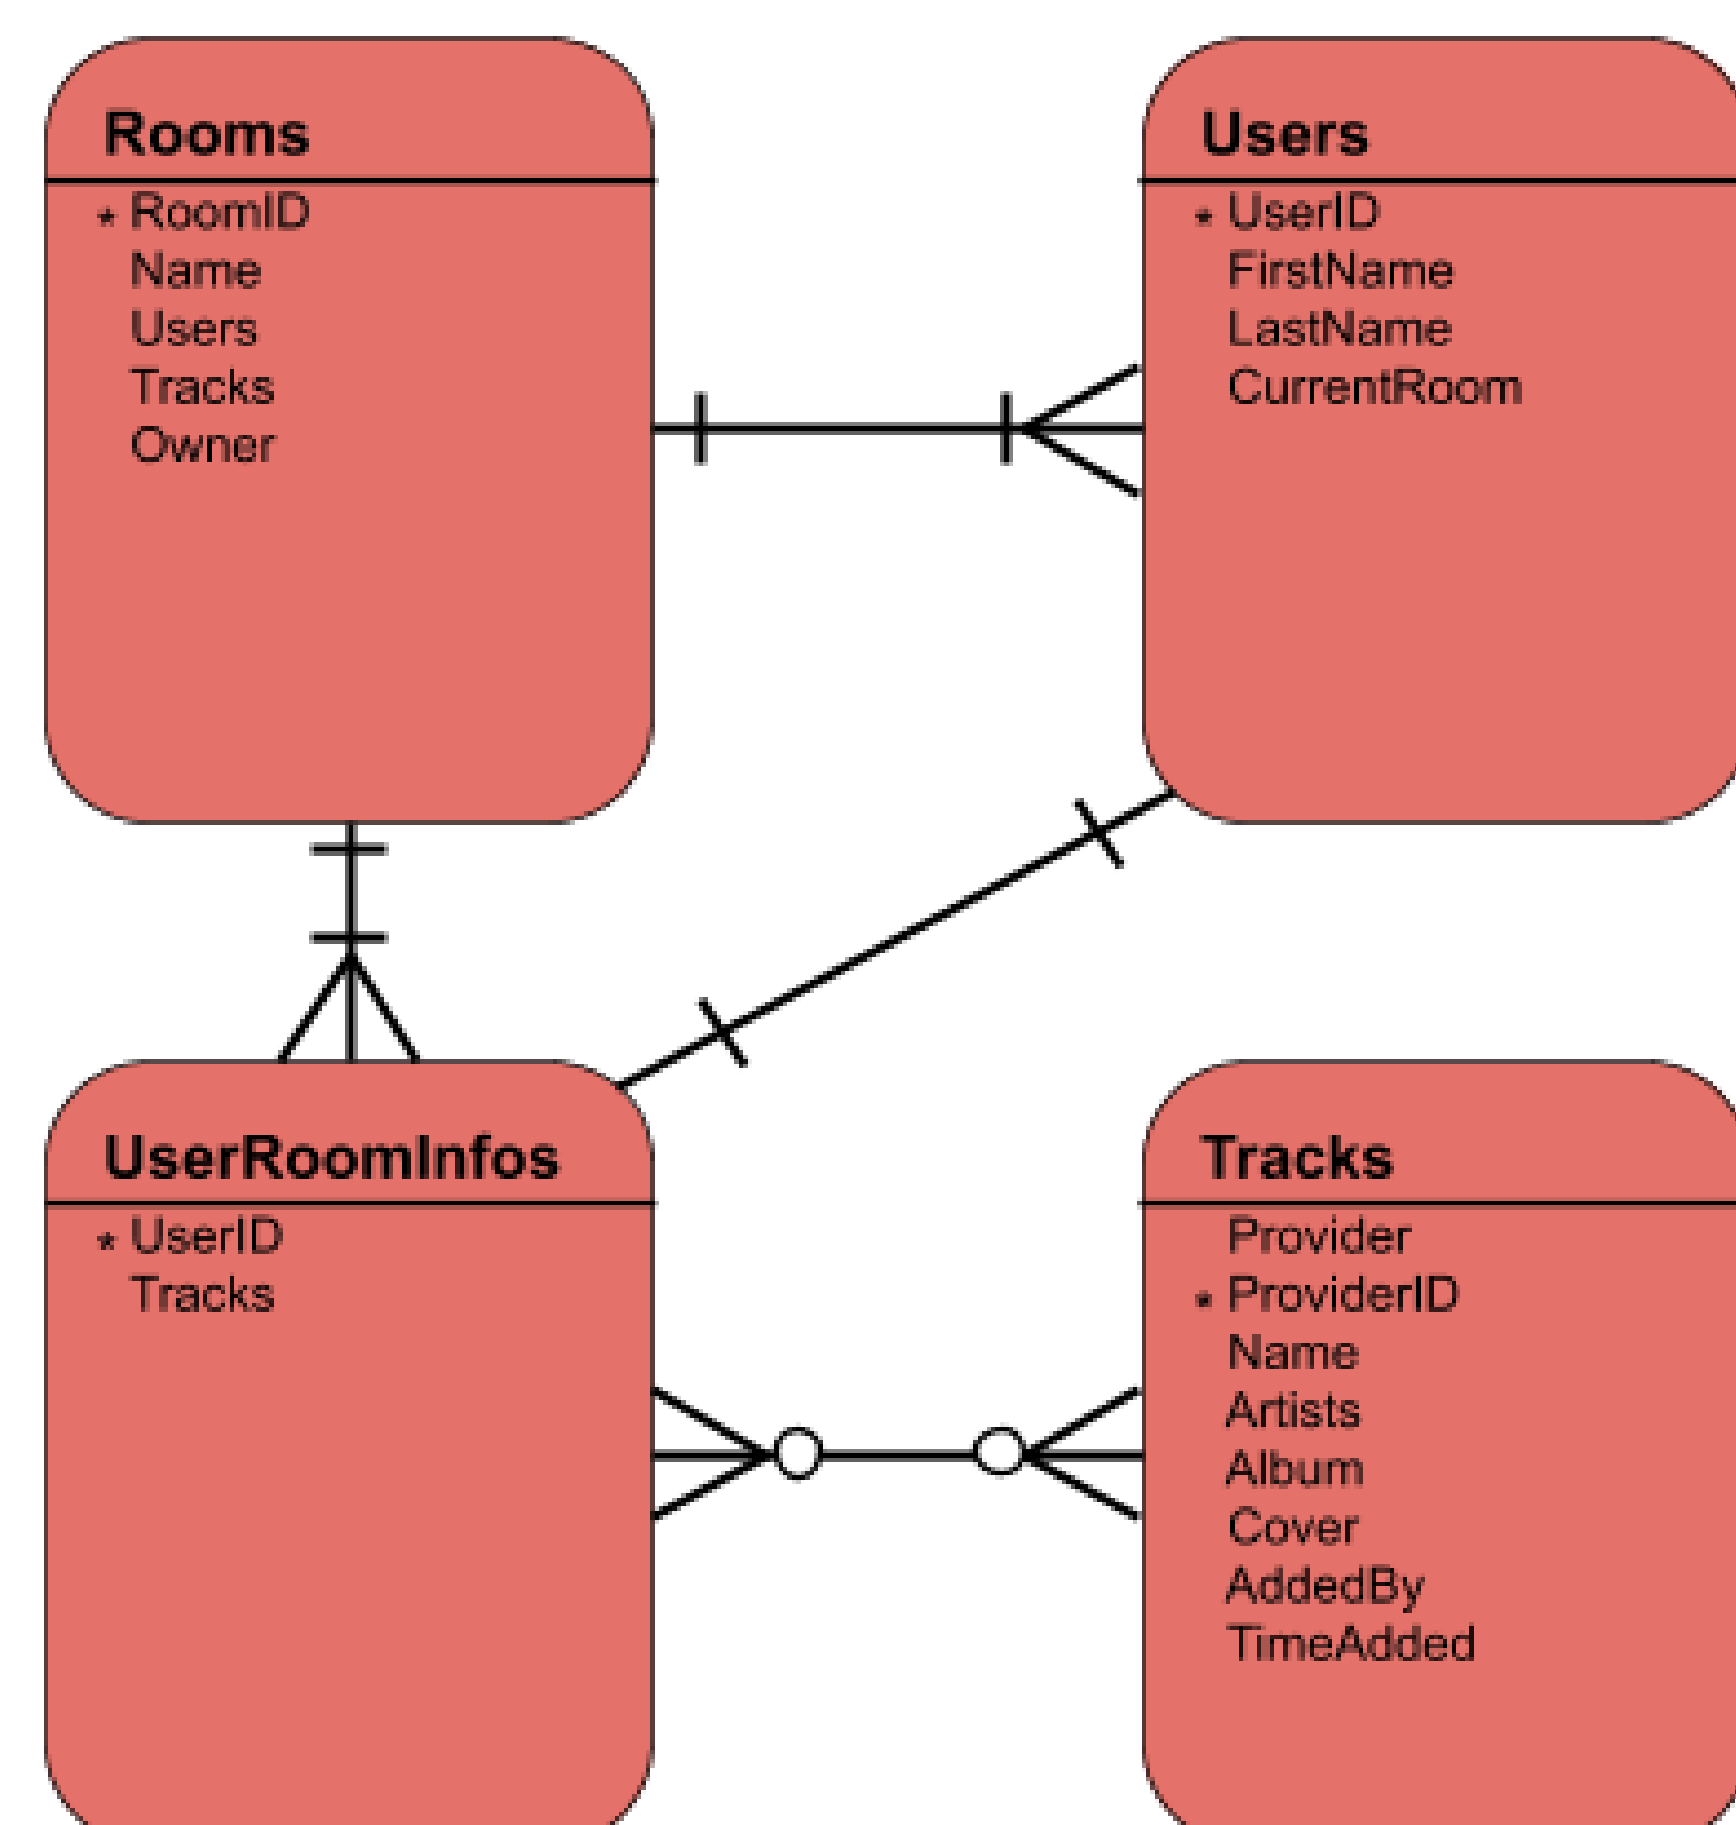 Rooms
* RoomID
Name
Users
Tracks
Owner
Users
* UserID
FirstName
LastName
CurrentRoom
UserRoomInfos
* UserID
Tracks
Tracks
Provider
* ProviderID
Name
Artists
Album
Cover
AddedBy
TimeAdded